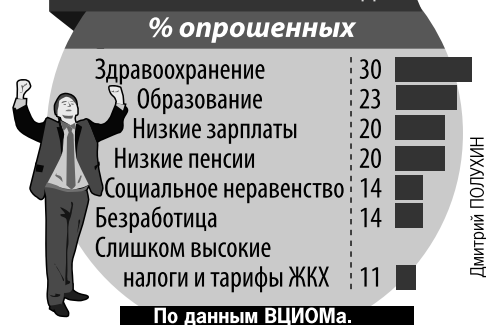 % опрошенных
Здравоохранение 30
Образование 23
Низкие зарплаты 20
Низкие пенсии 20
Социальное неравенство 14
Безработица 14
Слишком высокие
налоги и тарифы ЖКХ 11
По данным ВЦИОМа.
Дмитрий ПОЛУХИН